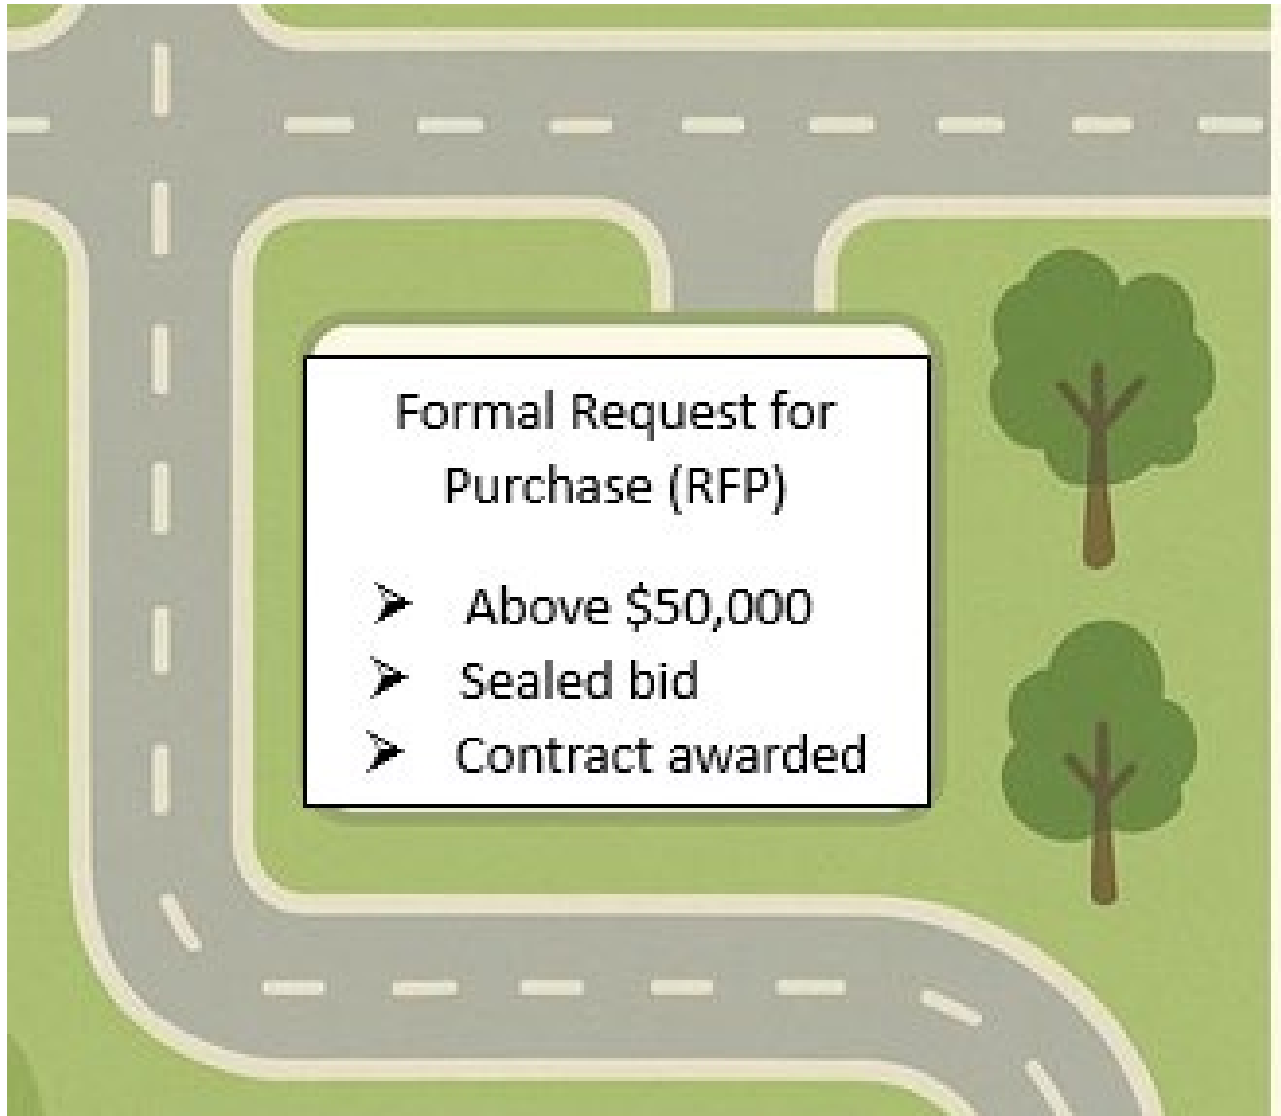 Formal Request for
Purchase (RFP)
➢ Above $50,000
➢ Sealed bid
➢ Contract awarded